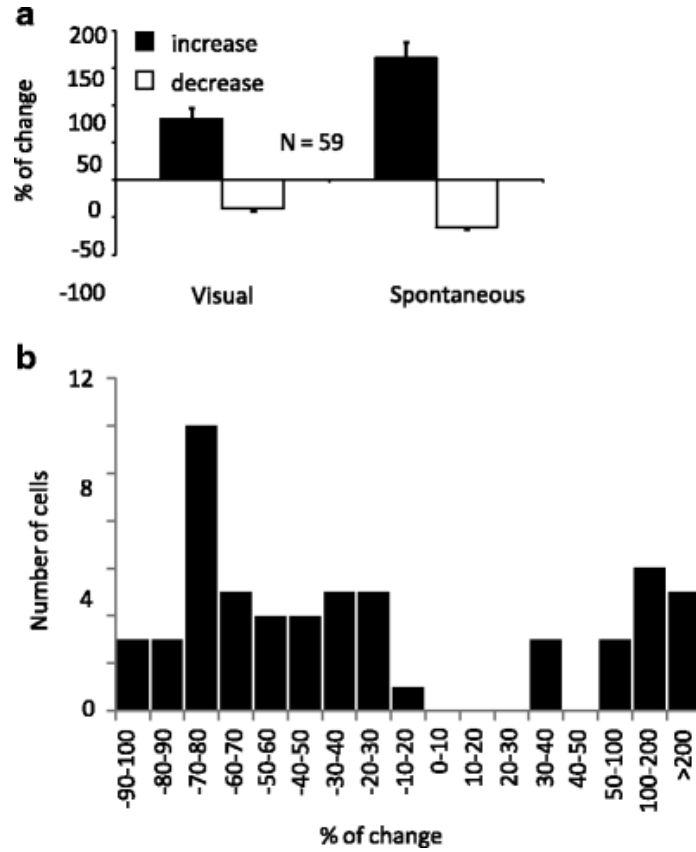 a
200
increase
150
decrease
100
N = 59
50
0
-50
-100
% of change
Visual
Spontaneous
b
12
8
4
0
Number of cells
-90-100
-80-90
-70-80
-60-70
-50-60
-40-50
-30-40
-20-30
-10-20
0-10
10-20
20-30
30-40
40-50
50-100
100-200
>200
% of change